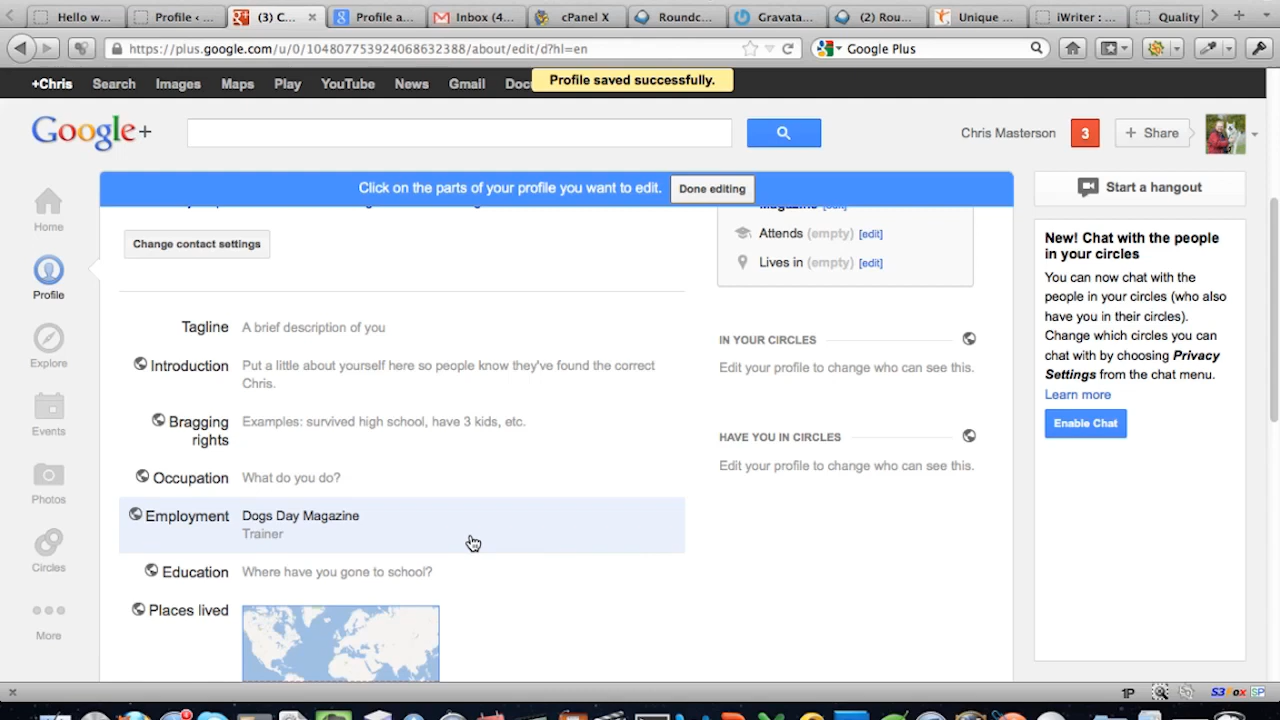 Hello w...
Profile ‹ ...
(3) C...
Profile a...
Inbox (4...
cPanel X
Roundc...
Gravata...
(2) Rou...
Unique ...
iWriter : ...
Quality
https://plus.google.com/u/0/104807753924068632388/about/edit/d?hl=en
Google Plus
+Chris Search Images Maps Play YouTube News Gmail
Profile saved successfully.
Google+
Chris Masterson
3
+ Share
Click on the parts of your profile you want to edit.
Done editing
Start a hangout
Home
Profile
Explore
Events
Photos
Circles
More
Change contact settings
Magazine [edit]
Attends (empty) [edit]
Lives in (empty) [edit]
Tagline A brief description of you
Introduction Put a little about yourself here so people know they've found the correct
Chris.
Bragging Examples: survived high school, have 3 kids, etc.
rights
Occupation What do you do?
Employment Dogs Day Magazine
Trainer
Education Where have you gone to school?
Places lived
IN YOUR CIRCLES
Edit your profile to change who can see this.
HAVE YOU IN CIRCLES
Edit your profile to change who can see this.
New! Chat with the people
in your circles
You can now chat with the
people in your circles (who also
have you in their circles).
Change which circles you can
chat with by choosing Privacy
Settings from the chat menu.
Learn more
Enable Chat
1P
S3Fox
SP